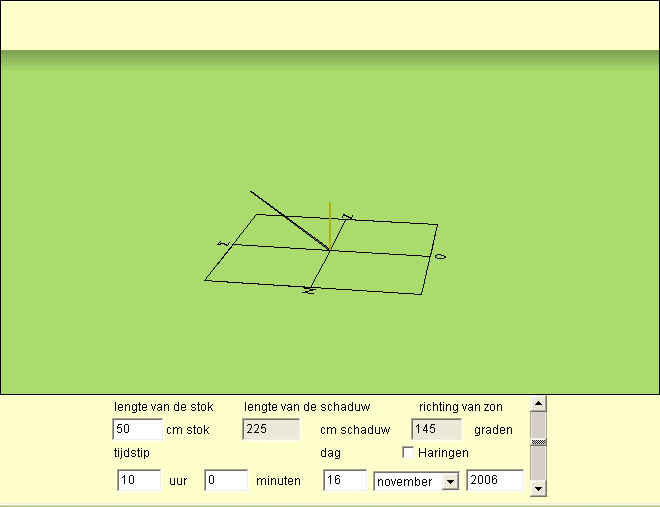 Z
O
N
lengte van de stok lengte van de schaduw richting van zon
50 cm stok 225 cm schaduw 145 graden
tijdstip dag Haringen
10 uur 0 minuten 16 november 2006